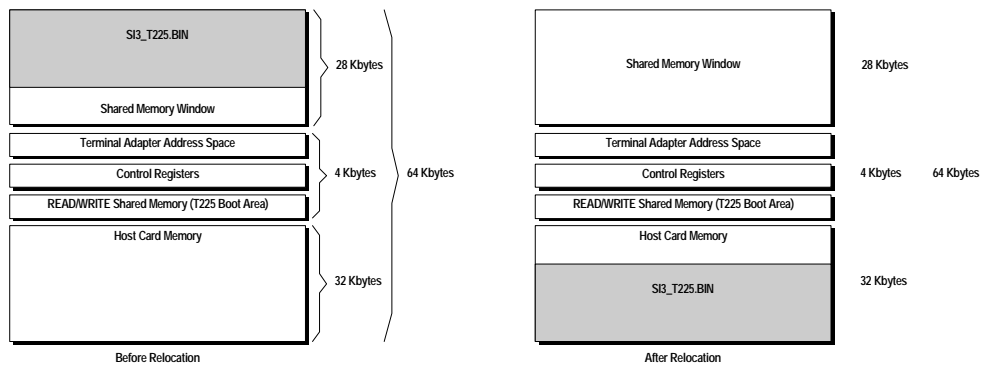 SI3_T225.BIN
28 Kbytes
Shared Memory Window
Terminal Adapter Address Space
Control Registers
4 Kbytes
64 Kbytes
READ/WRITE Shared Memory (T225 Boot Area)
Host Card Memory
32 Kbytes
Before Relocation
Shared Memory Window
28 Kbytes
Terminal Adapter Address Space
Control Registers
4 Kbytes
64 Kbytes
READ/WRITE Shared Memory (T225 Boot Area)
Host Card Memory
SI3_T225.BIN
32 Kbytes
After Relocation